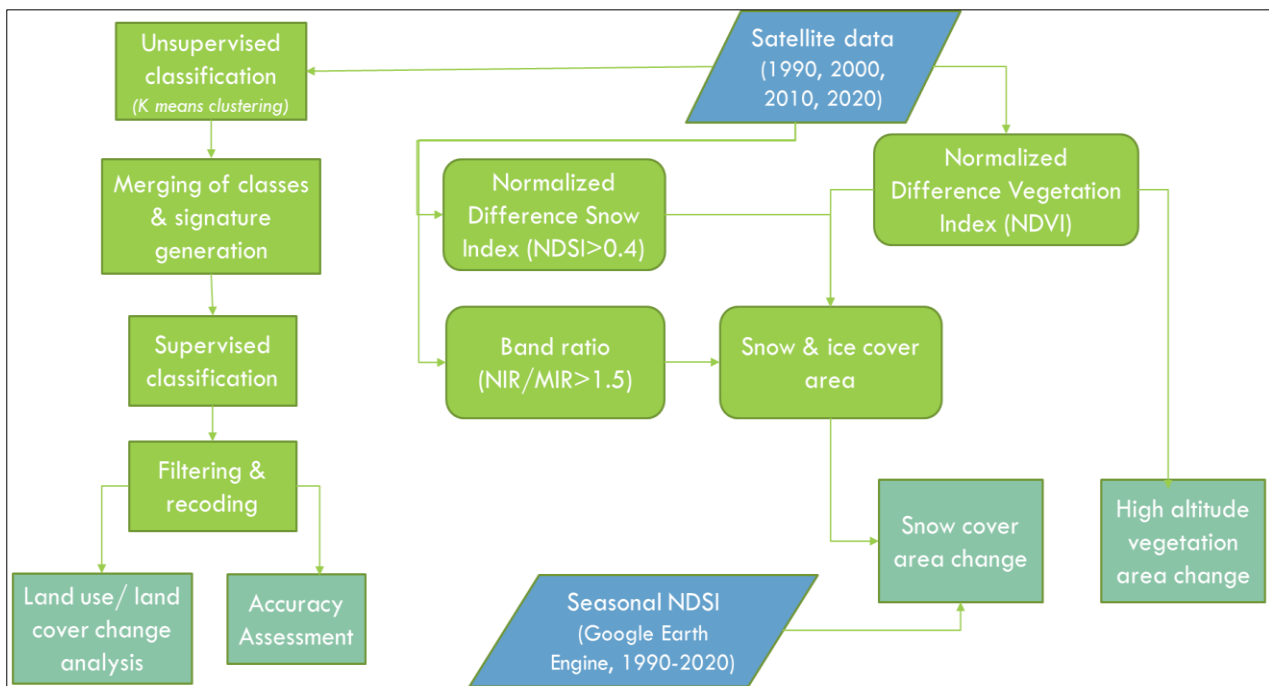 Unsupervised
classification
(K means clustering)
Satellite data
(1990, 2000,
2010, 2020)
Merging of classes
& signature
generation
Normalized
Difference Snow
Index (NDSI>0.4)
Normalized
Difference Vegetation
Index (NDVI)
Supervised
classification
Band ratio
(NIR/MIR>1.5)
Snow & ice cover
area
Filtering &
recoding
Snow cover
area change
High altitude
vegetation
area change
Land use/ land
cover change
analysis
Accuracy
Assessment
Seasonal NDSI
(Google Earth
Engine, 1990-2020)